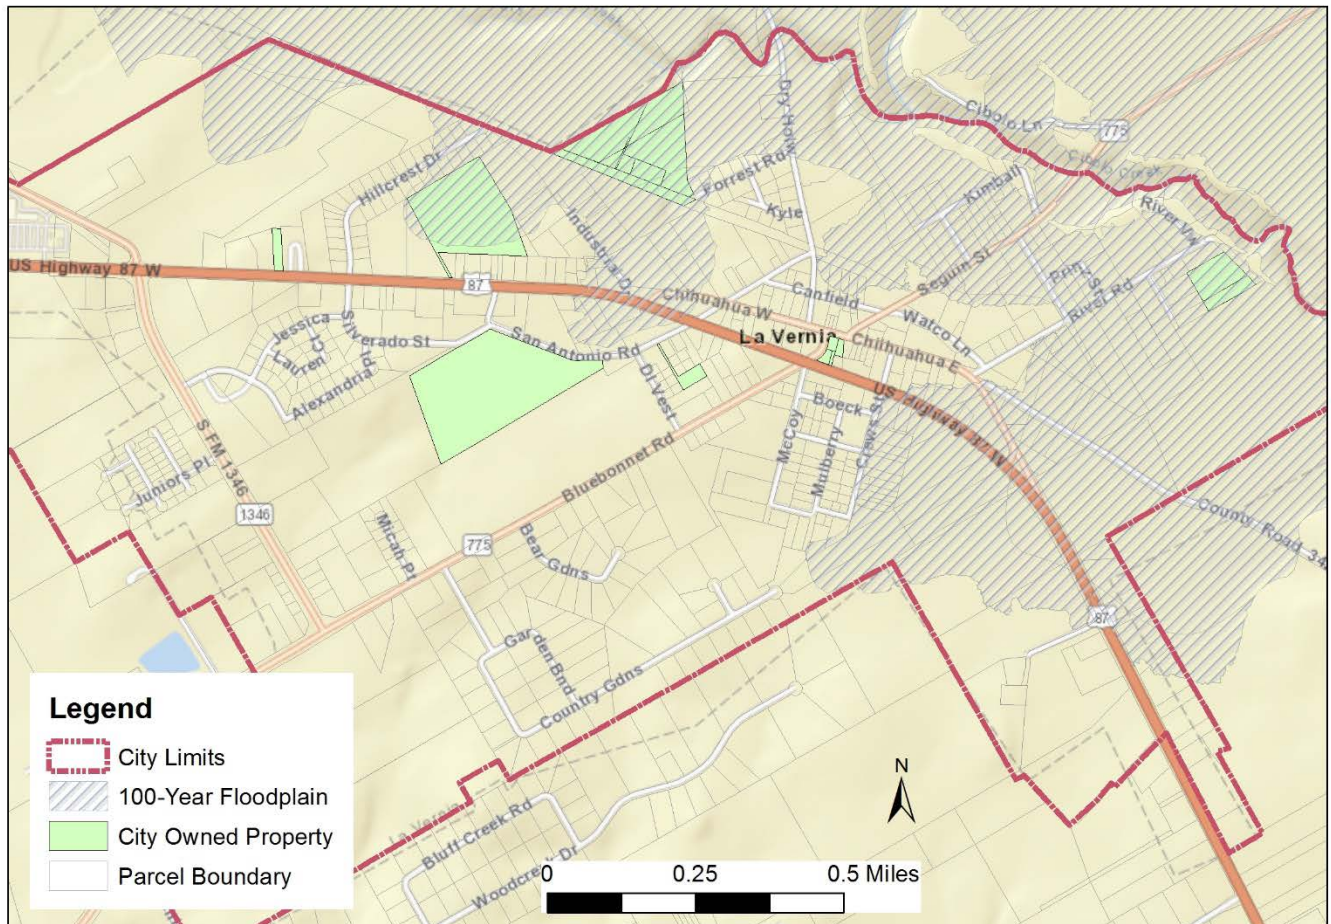 Cibolo Ln
775
Cibolo Creek
Dry Hollow
Hillcrest Dr
Forrest Rd
Kimball
Kyle
River Vw
Industrial Dr
US Highway 87 W
87
Seguin St
River Rd
Canfield
Chihuahua W
Watco Ln
La Vernia
Chihuahua E
Jessica
Silverado St
San Antonio Rd
Lauren Ct
Alexandria
Di Vest
US Highway 87 W
Boeck
Crews St
McCoy
Mulberry
S FM 1346
Bluebonnet Rd
Juniors Pl
1346
Micah Pt
775
Bear Gdns
County Road 342
87
Garden Bnd
Country Gdns
La Vernia
Bluff Creek Rd
Woodcreek Dr
Legend
City Limits
100-Year Floodplain
City Owned Property
Parcel Boundary
N
0 0.25 0.5 Miles